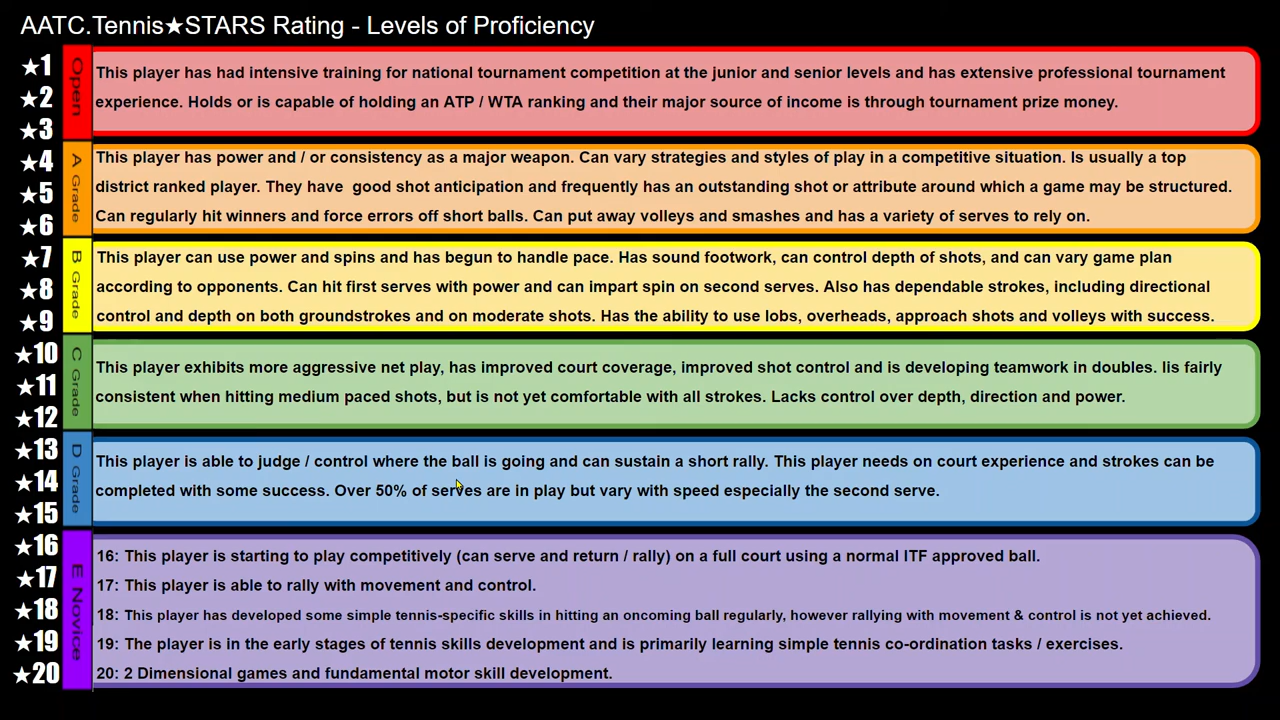 AATC.Tennis★STARS Rating - Levels of Proficiency
★1
★2
★3
Open
This player has had intensive training for national tournament competition at the junior and senior levels and has extensive professional tournament
experience. Holds or is capable of holding an ATP / WTA ranking and their major source of income is through tournament prize money.
★4
★5
★6
A Grade
This player has power and / or consistency as a major weapon. Can vary strategies and styles of play in a competitive situation. Is usually a top
district ranked player. They have  good shot anticipation and frequently has an outstanding shot or attribute around which a game may be structured.
Can regularly hit winners and force errors off short balls. Can put away volleys and smashes and has a variety of serves to rely on.
★7
★8
★9
B Grade
This player can use power and spins and has begun to handle pace. Has sound footwork, can control depth of shots, and can vary game plan
according to opponents. Can hit first serves with power and can impart spin on second serves. Also has dependable strokes, including directional
control and depth on both groundstrokes and on moderate shots. Has the ability to use lobs, overheads, approach shots and volleys with success.
★10
★11
★12
C Grade
This player exhibits more aggressive net play, has improved court coverage, improved shot control and is developing teamwork in doubles. Iis fairly
consistent when hitting medium paced shots, but is not yet comfortable with all strokes. Lacks control over depth, direction and power.
★13
★14
★15
D Grade
This player is able to judge / control where the ball is going and can sustain a short rally. This player needs on court experience and strokes can be
completed with some success. Over 50% of serves are in play but vary with speed especially the second serve.
★16
★17
★18
★19
★20
E Novice
16: This player is starting to play competitively (can serve and return / rally) on a full court using a normal ITF approved ball.
17: This player is able to rally with movement and control.
18: This player has developed some simple tennis-specific skills in hitting an oncoming ball regularly, however rallying with movement & control is not yet achieved.
19: The player is in the early stages of tennis skills development and is primarily learning simple tennis co-ordination tasks / exercises.
20: 2 Dimensional games and fundamental motor skill development.